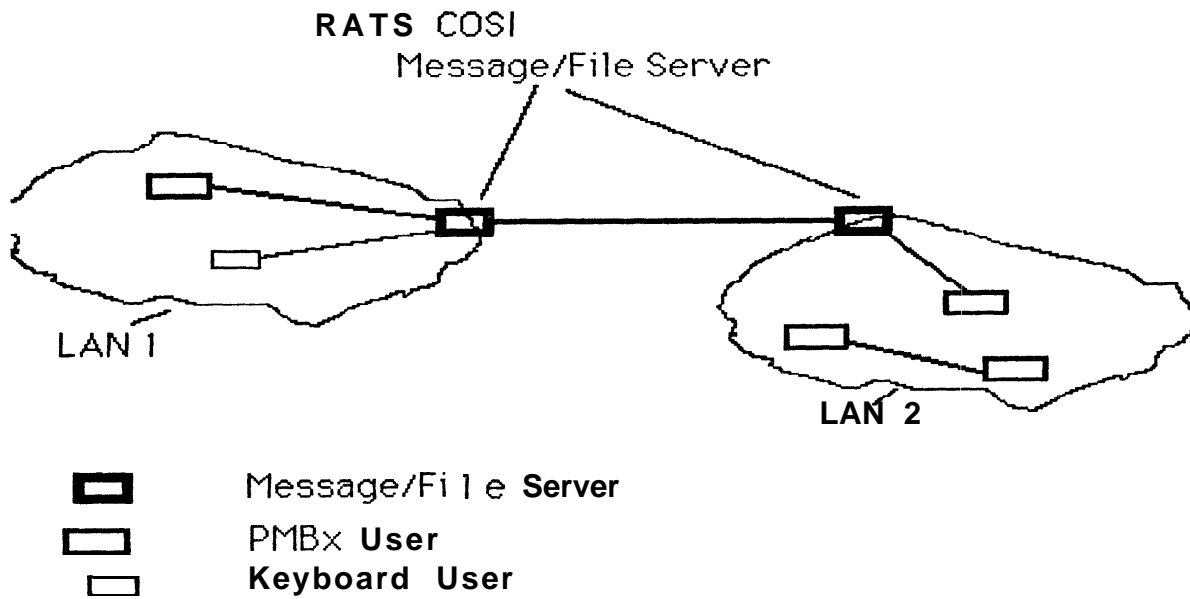 RATS COSI
Message/File Server
LAN 1
LAN 2
Message/File Server
PMBx User
Keyboard User